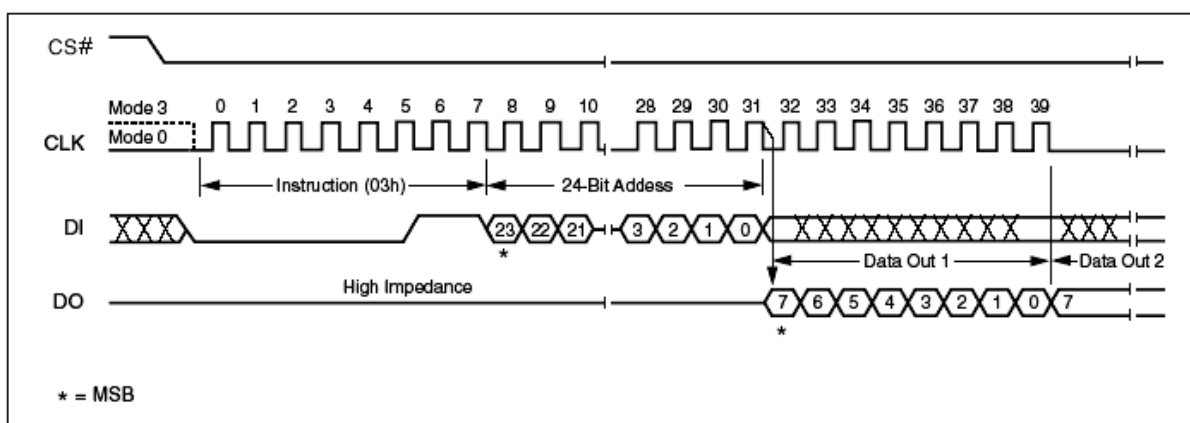 CS#
Mode 3
0 1 2 3 4 5 6 7 8 9 10 28 29 30 31 32 33 34 35 36 37 38 39
Mode 0
CLK
Instruction (03h) 24-Bit Addess
DI 23 22 21 3 2 1 0
* Data Out 1 Data Out 2
High Impedance
DO 7 6 5 4 3 2 1 0 7
*
* = MSB